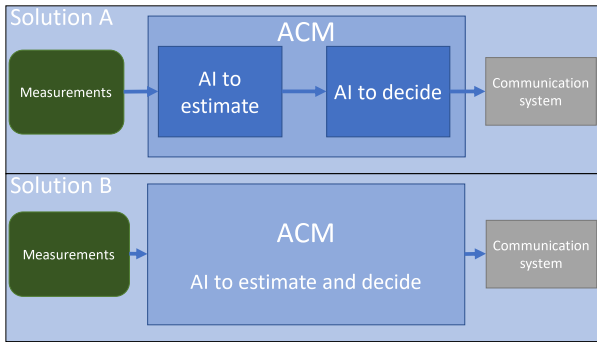 Solution A
ACM
Measurements
AI to
estimate
AI to decide
Communication
system
Solution B
Measurements
ACM
AI to estimate and decide
Communication
system